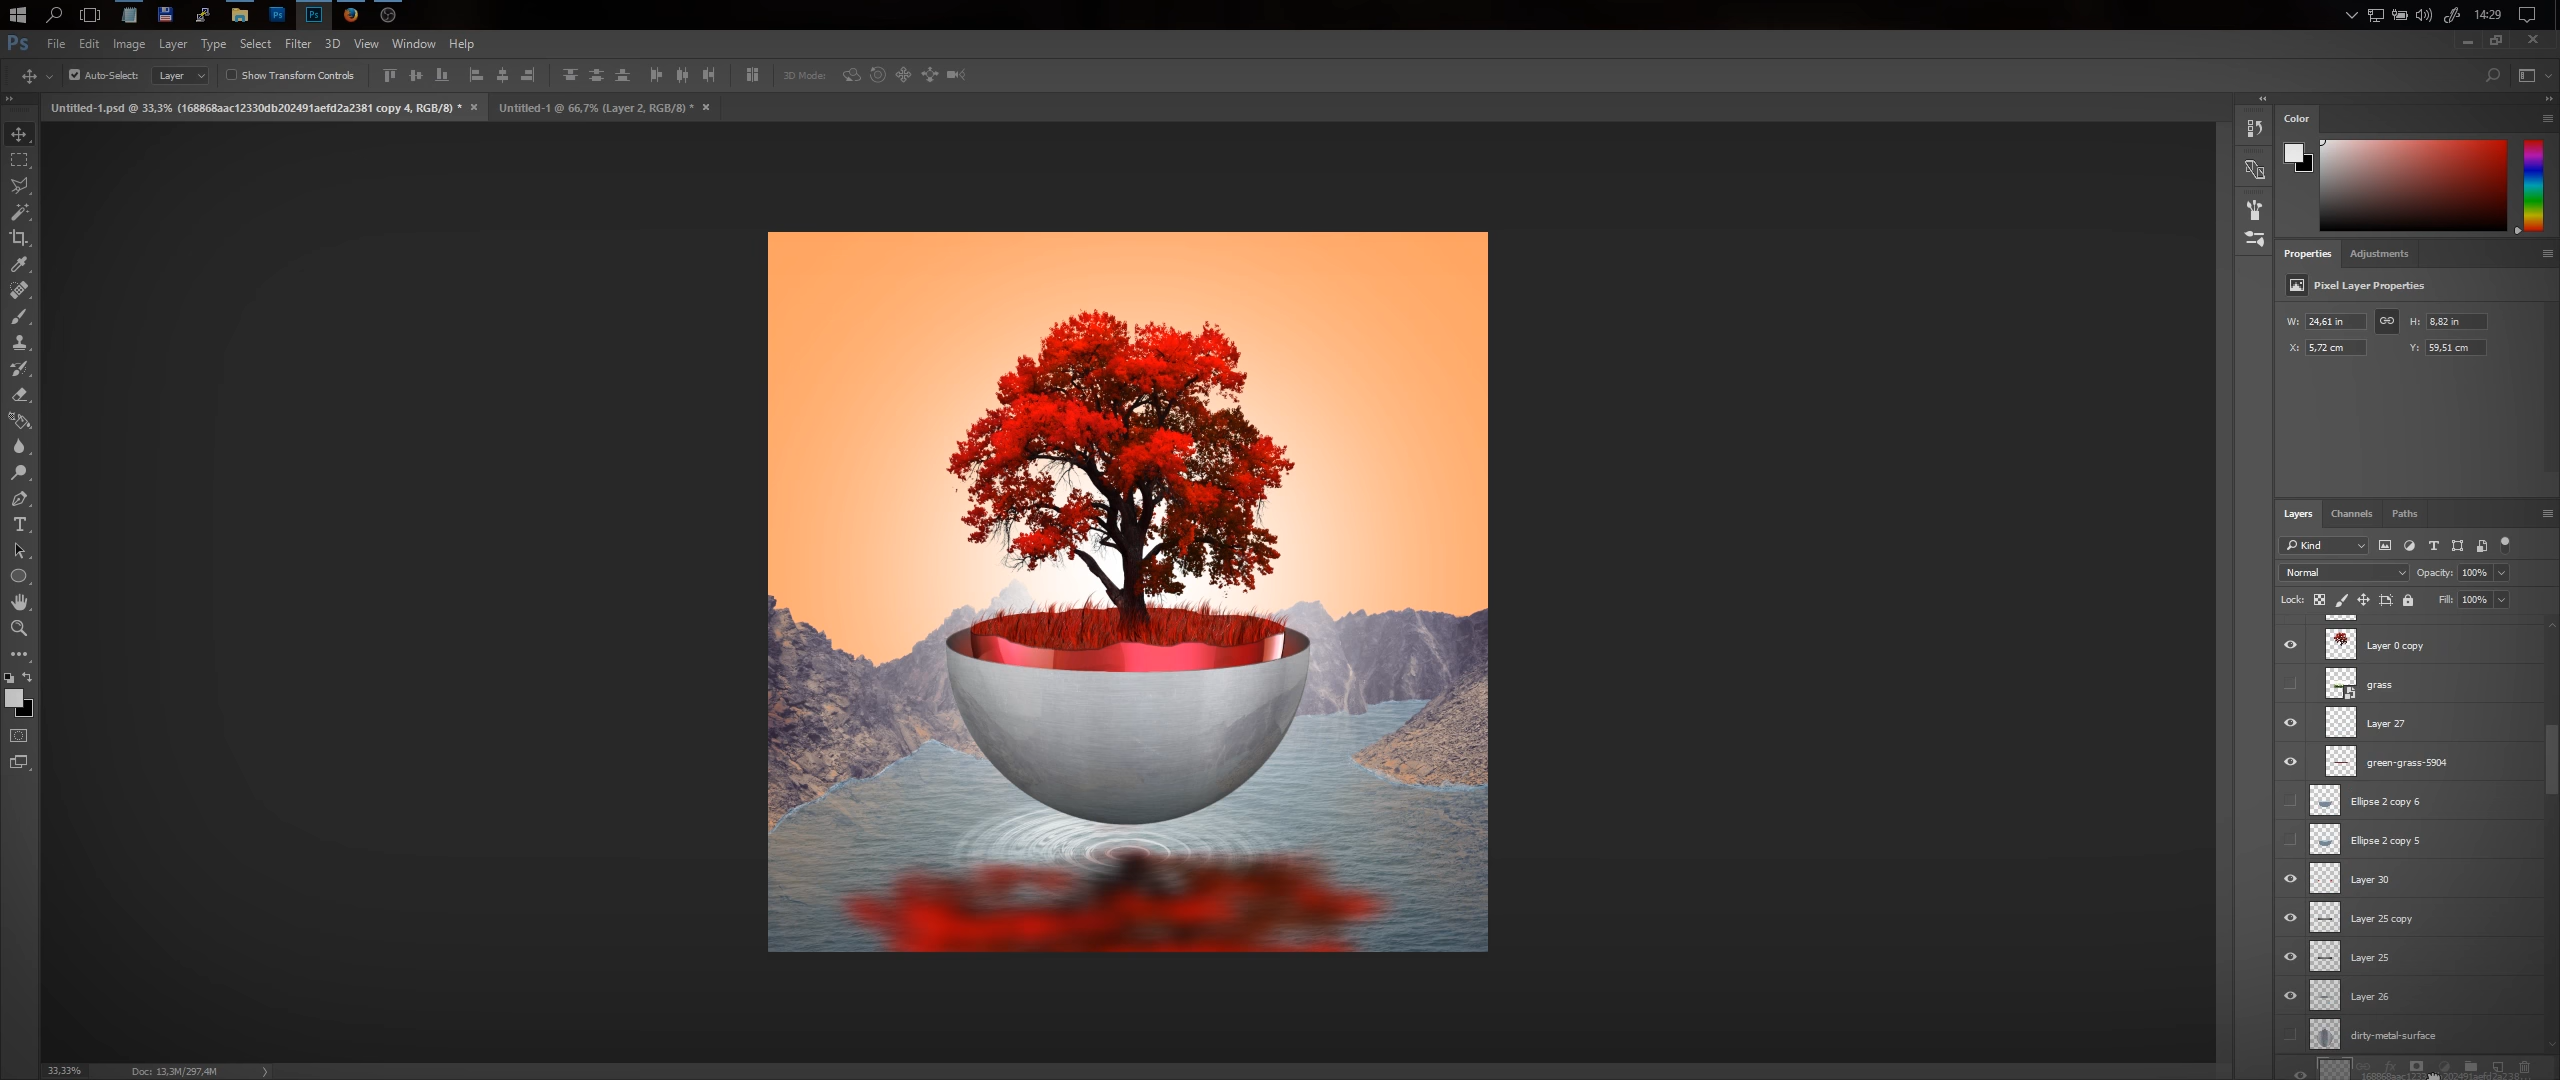 14:29
Ps File Edit Image Layer Type Select Filter 3D View Window Help
Auto-Select: Layer Show Transform Controls 3D Mode:
Untitled-1.psd @ 33,3% (168868aac12330db202491aefd2a2381 copy 4, RGB/8) * Untitled-1 @ 66,7% (Layer 2, RGB/8) *
Color
Properties Adjustments
Pixel Layer Properties
W: 24,61 in H: 8,82 in
X: 5,72 cm Y: 59,51 cm
Layers Channels Paths
Kind
Normal Opacity: 100%
Lock: Fill: 100%
Layer 0 copy
grass
Layer 27
green-grass-5904
Ellipse 2 copy 6
Ellipse 2 copy 5
Layer 30
Layer 25 copy
Layer 25
Layer 26
dirty-metal-surface
33,33% Doc: 13,3M/297,4M